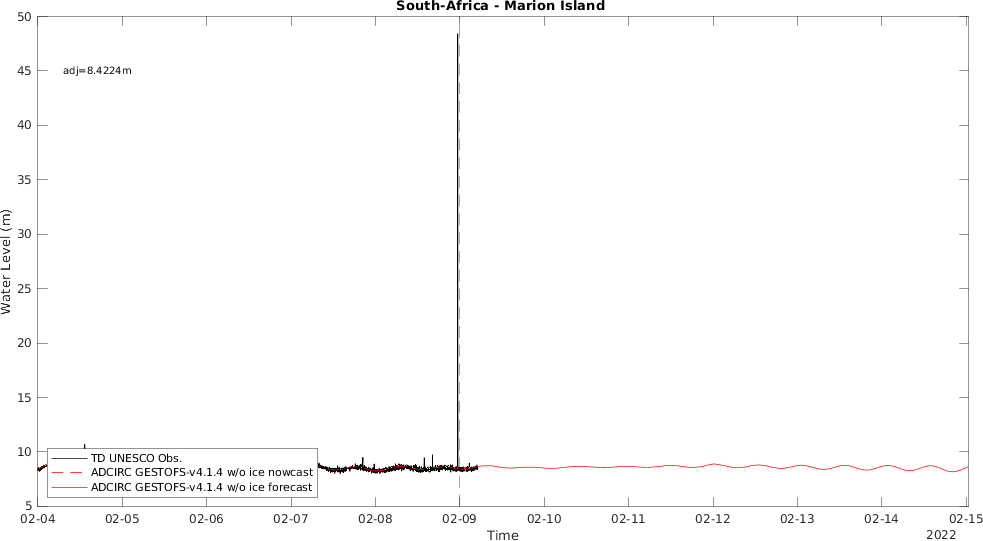 South-Africa - Marion Island
50
45
40
35
30
25
20
15
10
5
Water Level (m)
adj=8.4224m
TD UNESCO Obs.
ADCIRC GESTOFS-v4.1.4 w/o ice nowcast
ADCIRC GESTOFS-v4.1.4 w/o ice forecast
02-04 02-05 02-06 02-07 02-08 02-09 02-10 02-11 02-12 02-13 02-14 02-15
Time
2022